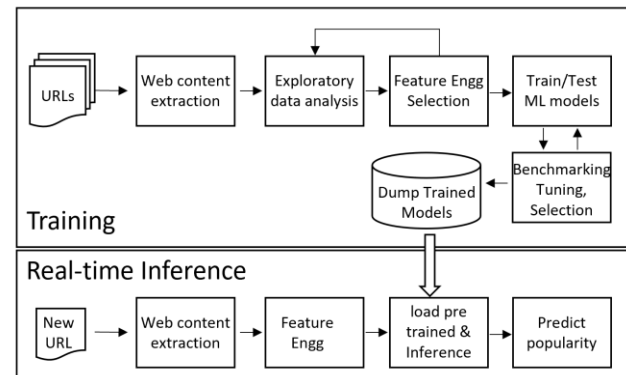 URLs
Web content
extraction
Exploratory
data analysis
Feature Engg
Selection
Train/Test
ML models
Benchmarking
Tuning,
Selection
Dump Trained
Models
Training
Real-time Inference
New
URL
Web content
extraction
Feature
Engg
load pre
trained &
Inference
Predict
popularity